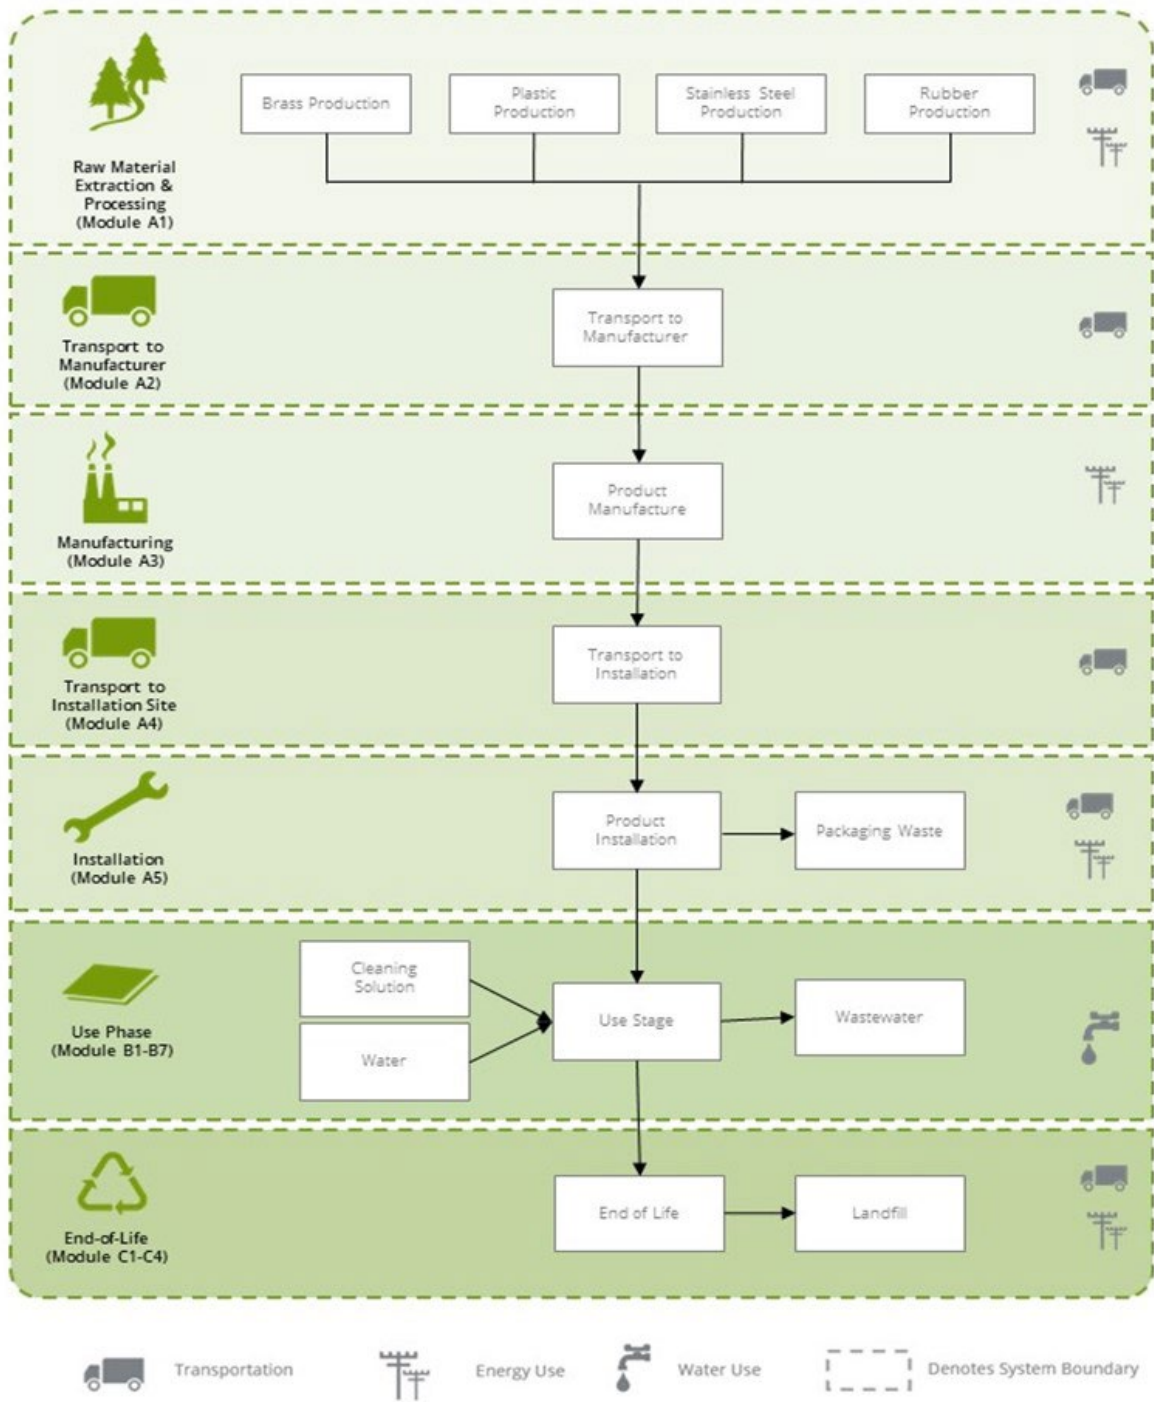 Raw Material
Extraction &
Processing
(Module A1)
Brass Production
Plastic
Production
Stainless Steel
Production
Rubber
Production
Transport to
Manufacturer
(Module A2)
Transport to
Manufacturer
Manufacturing
(Module A3)
Product
Manufacture
Transport to
Installation Site
(Module A4)
Transport to
Installation
Installation
(Module A5)
Product
Installation
Packaging Waste
Use Phase
(Module B1-B7)
Cleaning
Solution
Water
Use Stage
Wastewater
End-of-Life
(Module C1-C4)
End of Life
Landfill
Transportation
Energy Use
Water Use
Denotes System Boundary